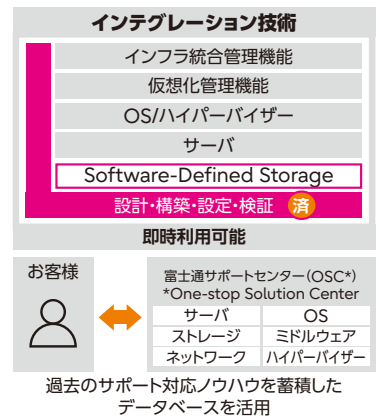 インテグレーション技術
インフラ統合管理機能
仮想化管理機能
OS/ハイパーバイザー
サーバ
Software-Defined Storage
設計・構築・設定・検証 済
即時利用可能
お客様
富士通サポートセンター(OSC*)
*One-stop Solution Center
サーバ OS
ストレージ ミドルウェア
ネットワーク ハイパーバイザー
過去のサポート対応ノウハウを蓄積した
データベースを活用